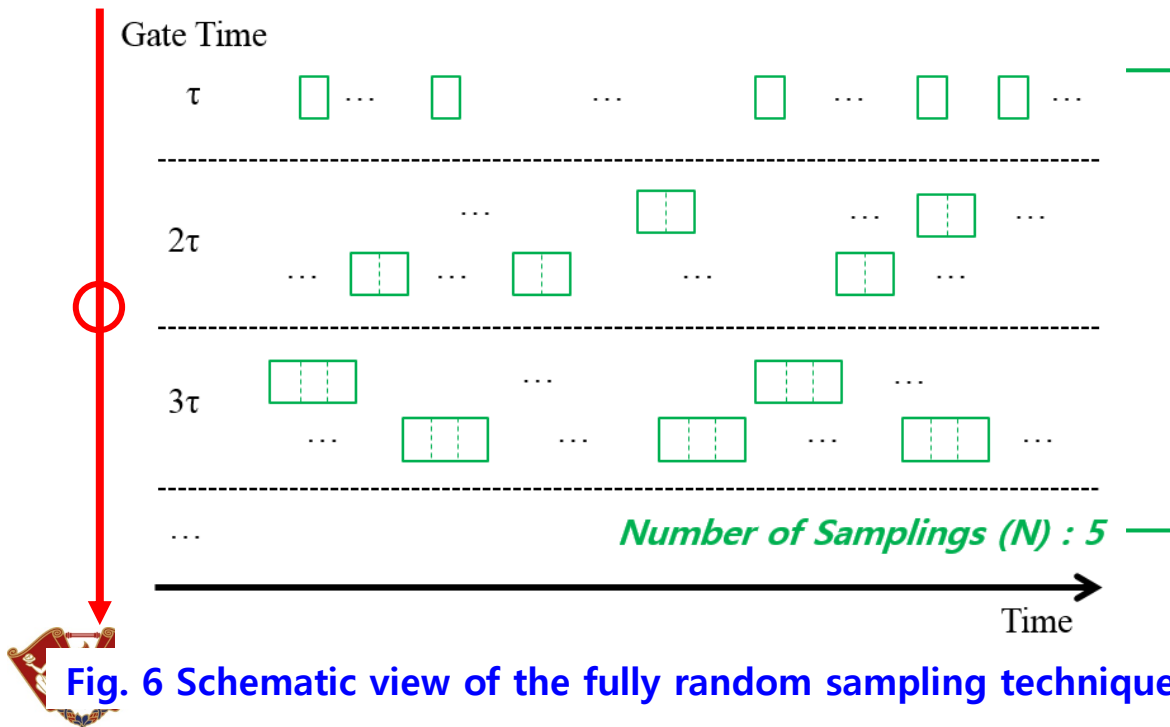 Gate Time
τ ... ... ... ...
... ... ...
2τ
... ... ... ...
... ...
3τ
... ... ... ...
...
Number of Samplings (N) : 5
Time
Fig. 6 Schematic view of the fully random sampling technique